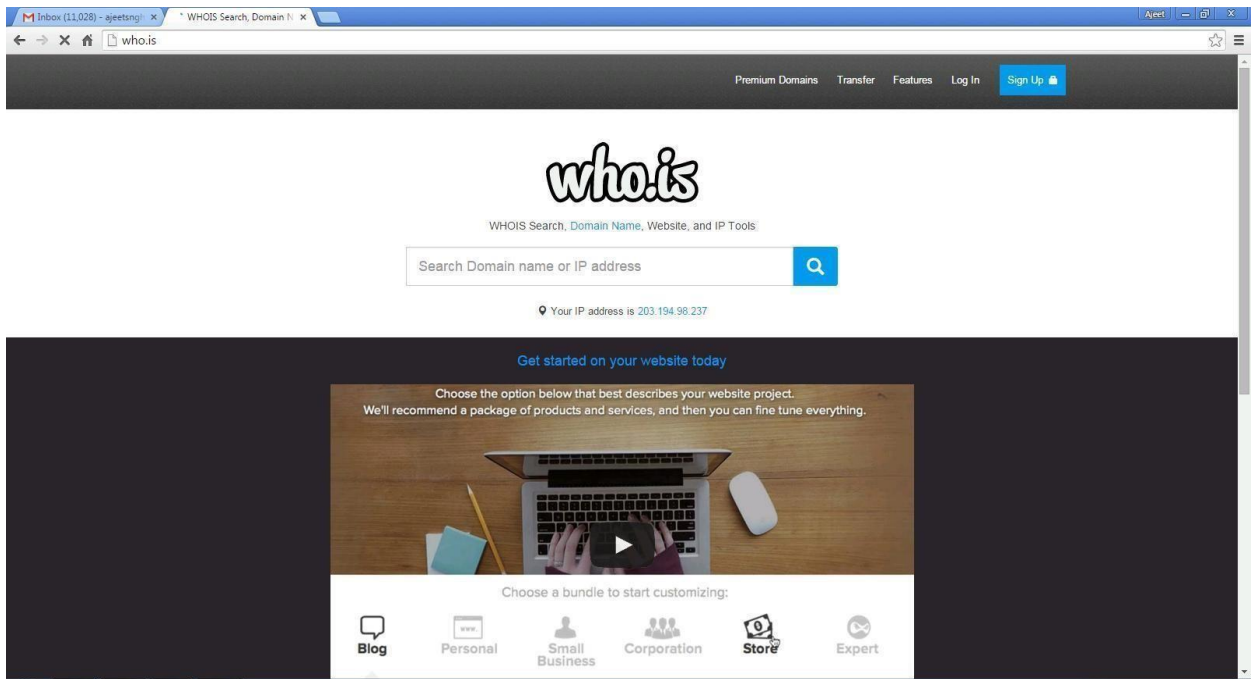 Inbox (11,028) - ajeetsngh
WHOIS Search, Domain N
Ajeet
who.is
Premium Domains Transfer Features Log In Sign Up
who.is
WHOIS Search, Domain Name, Website, and IP Tools
Search Domain name or IP address
Your IP address is 203.194.98.237
Get started on your website today
Choose the option below that best describes your website project.
We'll recommend a package of products and services, and then you can fine tune everything.
Choose a bundle to start customizing:
www.
Blog Personal Small Business Corporation Store Expert